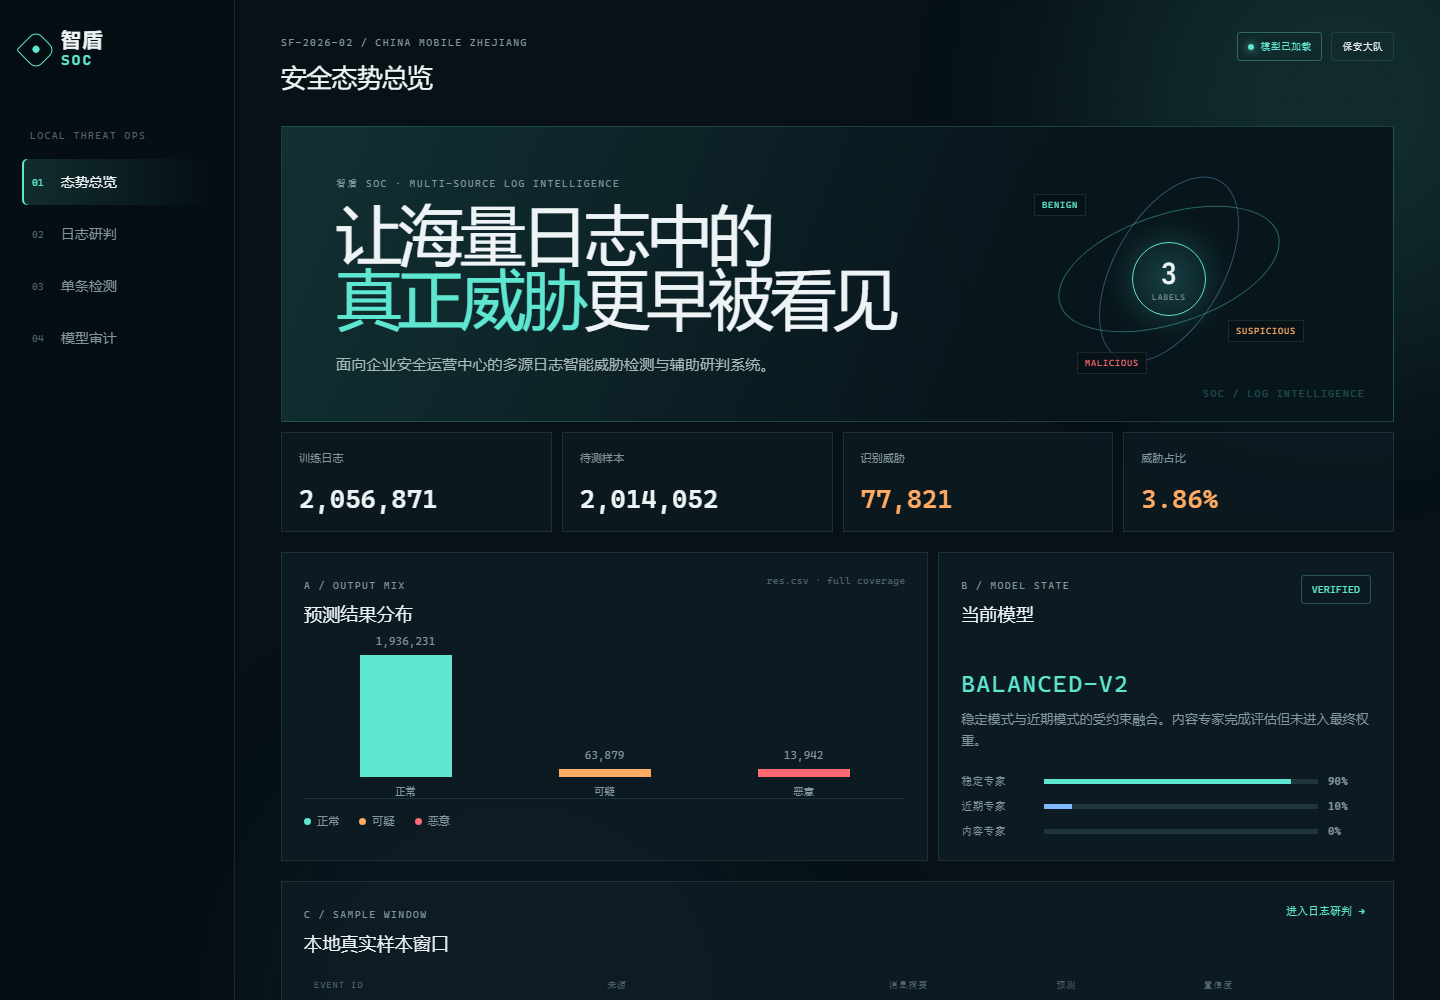 智盾
SOC
LOCAL THREAT OPS
01 态势总览
02 日志研判
03 单条检测
04 模型审计
SF-2026-02 / CHINA MOBILE ZHEJIANG
安全态势总览
模型已加载
保安大队
智盾 SOC · MULTI-SOURCE LOG INTELLIGENCE
让海量日志中的
真正威胁更早被看见
面向企业安全运营中心的多源日志智能威胁检测与辅助研判系统。
BENIGN
3
LABELS
SUSPICIOUS
MALICIOUS
SOC / LOG INTELLIGENCE
训练日志
2,056,871
待测样本
2,014,052
识别威胁
77,821
威胁占比
3.86%
A / OUTPUT MIX
res.csv · full coverage
预测结果分布
1,936,231
63,879
13,942
正常
可疑
恶意
正常 可疑 恶意
B / MODEL STATE
VERIFIED
当前模型
BALANCED-V2
稳定模式与近期模式的受约束融合。内容专家完成评估但未进入最终权
重。
稳定专家 90%
近期专家 10%
内容专家 0%
C / SAMPLE WINDOW
进入日志研判 →
本地真实样本窗口
EVENT ID 来源 消息摘要 预测 置信度